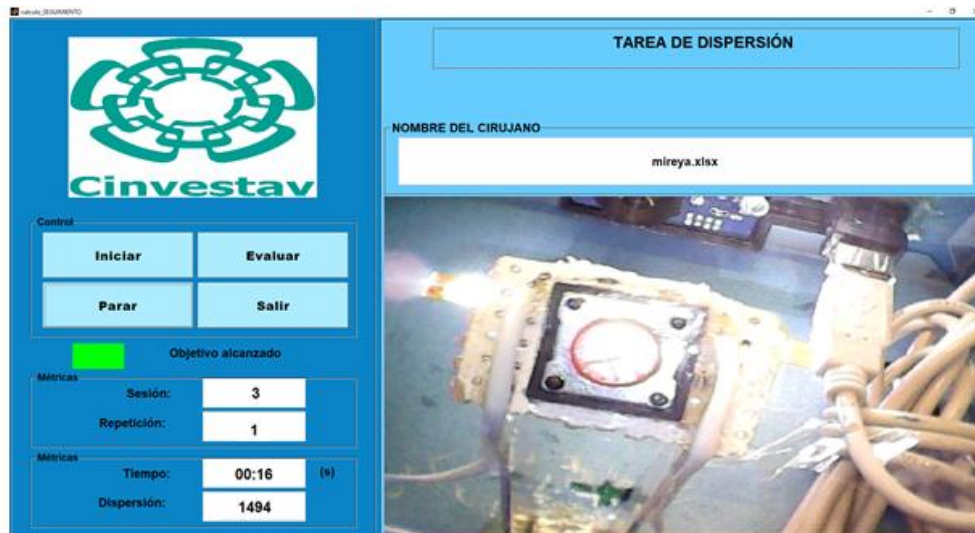 calculo_SEGUIMIENTO
TAREA DE DISPERSIÓN
NOMBRE DEL CIRUJANO
mireya.xlsx
Cinvestav
Control
Iniciar
Evaluar
Parar
Salir
Objetivo alcanzado
Métricas
Sesión:
3
Repetición:
1
Métricas
Tiempo:
00:16
(s)
Dispersión:
1494